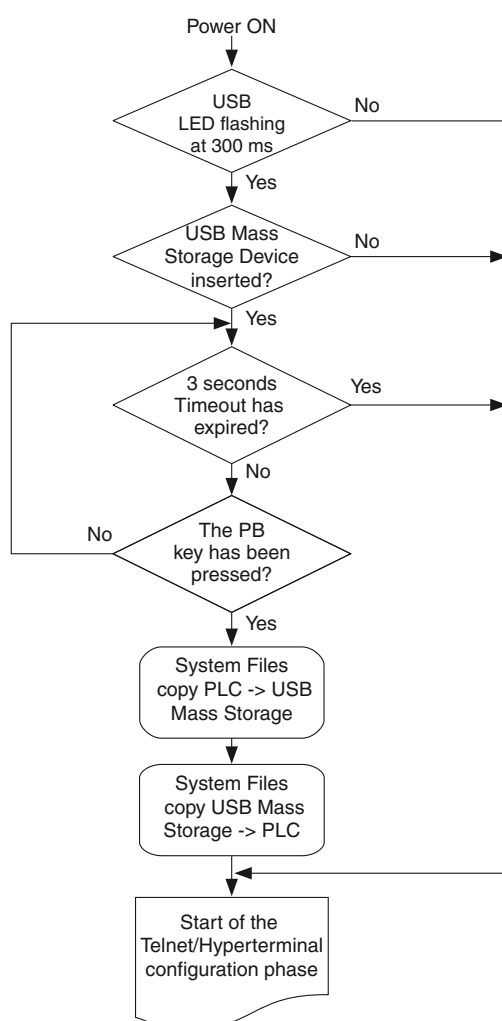 Power ON
USB
LED flashing
at 300 ms
No
Yes
USB Mass
Storage Device
inserted?
No
Yes
3 seconds
Timeout has
expired?
Yes
No
The PB
key has been
pressed?
No
Yes
System Files
copy PLC -> USB
Mass Storage
System Files
copy USB Mass
Storage -> PLC
Start of the
Telnet/Hyperterminal
configuration phase